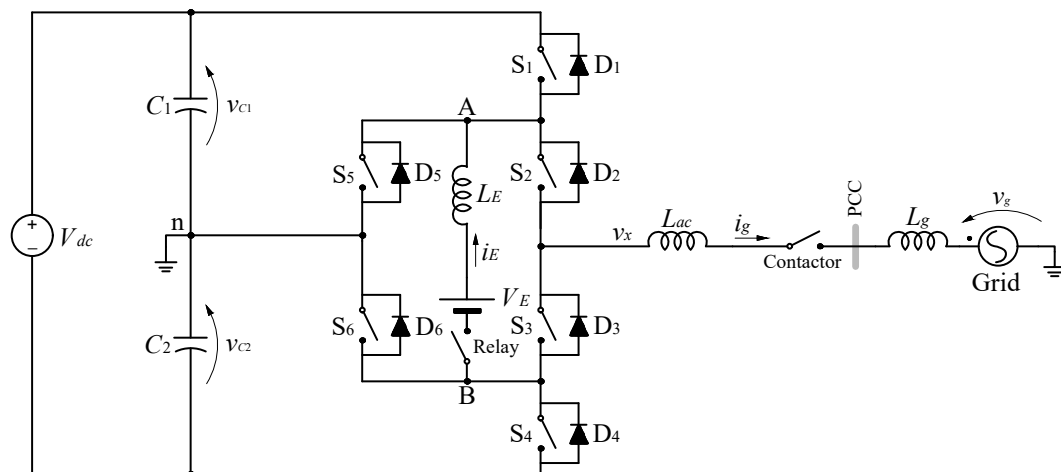 S1
D1
C1
vC1
A
S5
D5
S2
D2
LE
PCC
vg
n
Vdc
+
−
vx
Lac
ig
Lg
iE
Contactor
Grid
VE
S6
D6
S3
D3
Relay
C2
vC2
B
S4
D4